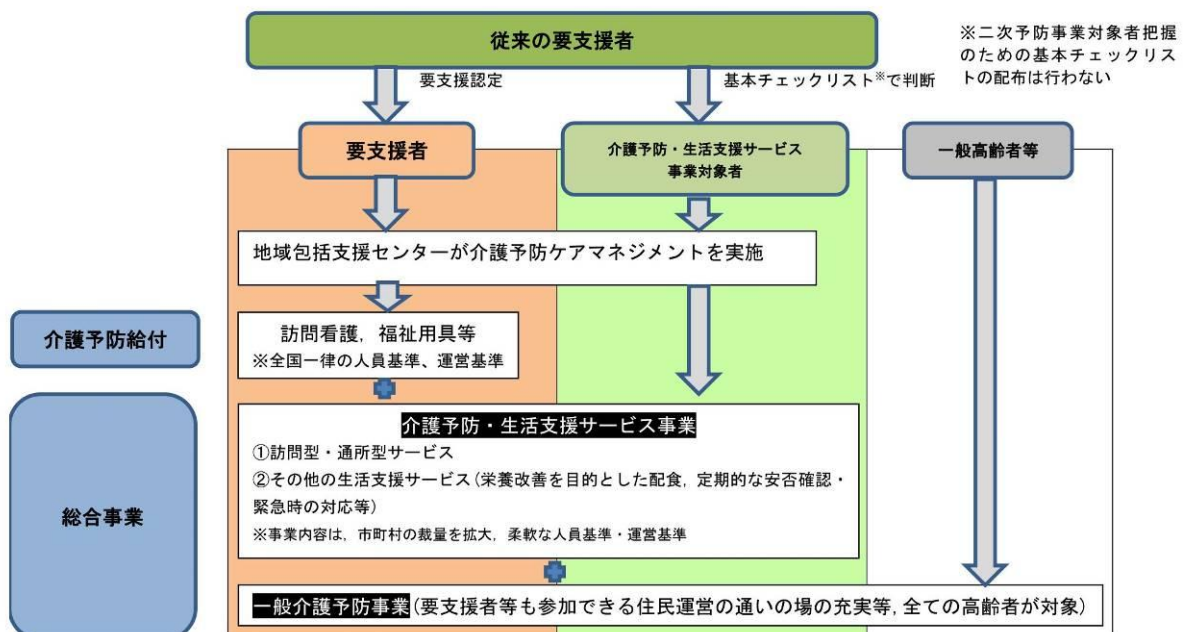 従来の要支援者
※二次予防事業対象者把握
のための基本チェックリス
トの配布は行わない
要支援認定
基本チェックリスト※で判断
要支援者
介護予防・生活支援サービス
事業対象者
一般高齢者等
地域包括支援センターが介護予防ケアマネジメントを実施
介護予防給付
訪問看護，福祉用具等
※全国一律の人員基準、運営基準
総合事業
介護予防・生活支援サービス事業
①訪問型・通所型サービス
②その他の生活支援サービス(栄養改善を目的とした配食，定期的な安否確認・
緊急時の対応等)
※事業内容は，市町村の裁量を拡大，柔軟な人員基準・運営基準
一般介護予防事業(要支援者等も参加できる住民運営の通いの場の充実等，全ての高齢者が対象)